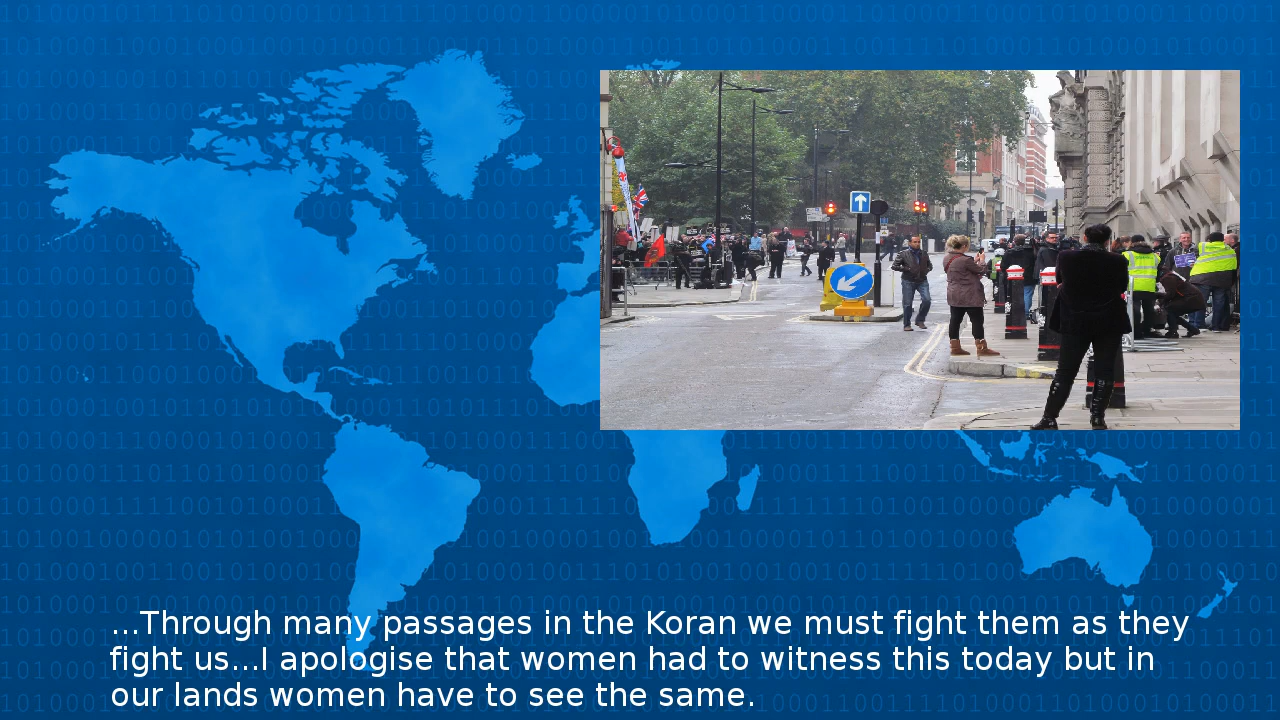 ...Through many passages in the Koran we must fight them as they
fight us...I apologise that women had to witness this today but in
our lands women have to see the same.